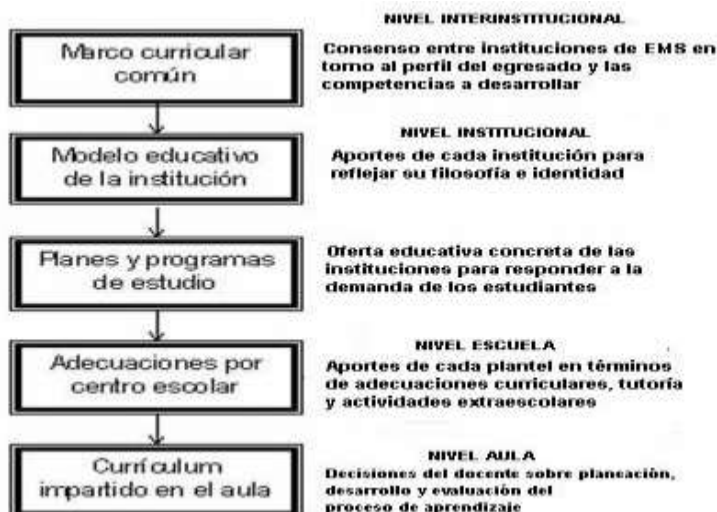 NIVEL INTERINSTITUCIONAL
Marco curricular
común
Consenso entre instituciones de EMS en
torno al perfil del egresado y las
competencias a desarrollar
NIVEL INSTITUCIONAL
Modelo educativo
de la institución
Aportes de cada institución para
reflejar su filosofía e identidad
Planes y programas
de estudio
Oferta educativa concreta de las
instituciones para responder a la
demanda de los estudiantes
NIVEL ESCUELA
Adecuaciones por
centro escolar
Aportes de cada plantel en términos
de adecuaciones curriculares, tutoría
y actividades extraescolares
NIVEL AULA
Currículum
impartido en el aula
Decisiones del docente sobre planeación,
desarrollo y evaluación del
proceso de aprendizaje